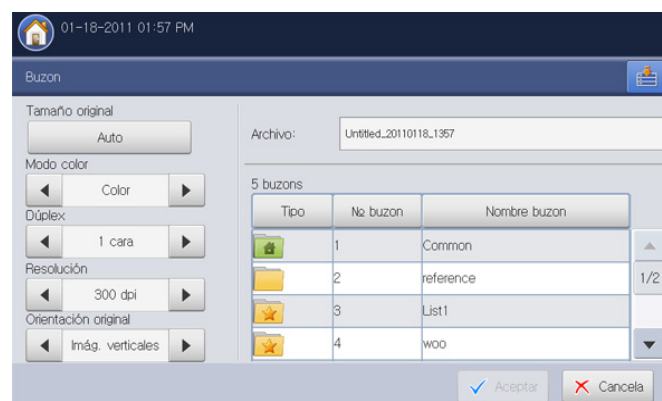 01-18-2011 01:57 PM
Buzon
Tamaño original
Auto
Modo color
Color
Dúplex
1 cara
Resolución
300 dpi
Orientación original
Imág. verticales
Archivo: Untitled_20110118_1357
5 buzons
Tipo № buzon Nombre buzon
1 Common
2 reference
3 List1
4 woo
1/2
Aceptar Cancela